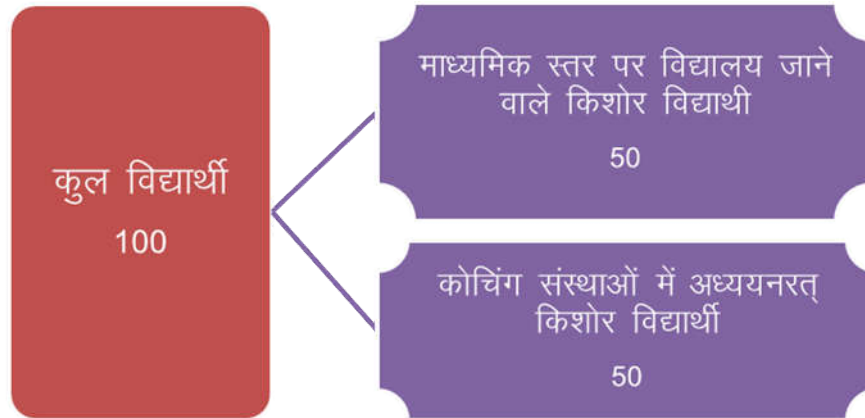 कुल विद्यार्थी
100
माध्यमिक स्तर पर विद्यालय जाने
वाले किशोर विद्याथी
50
कोचिंग संस्थाओं में अध्ययनरत्
किशोर विद्यार्थी
50